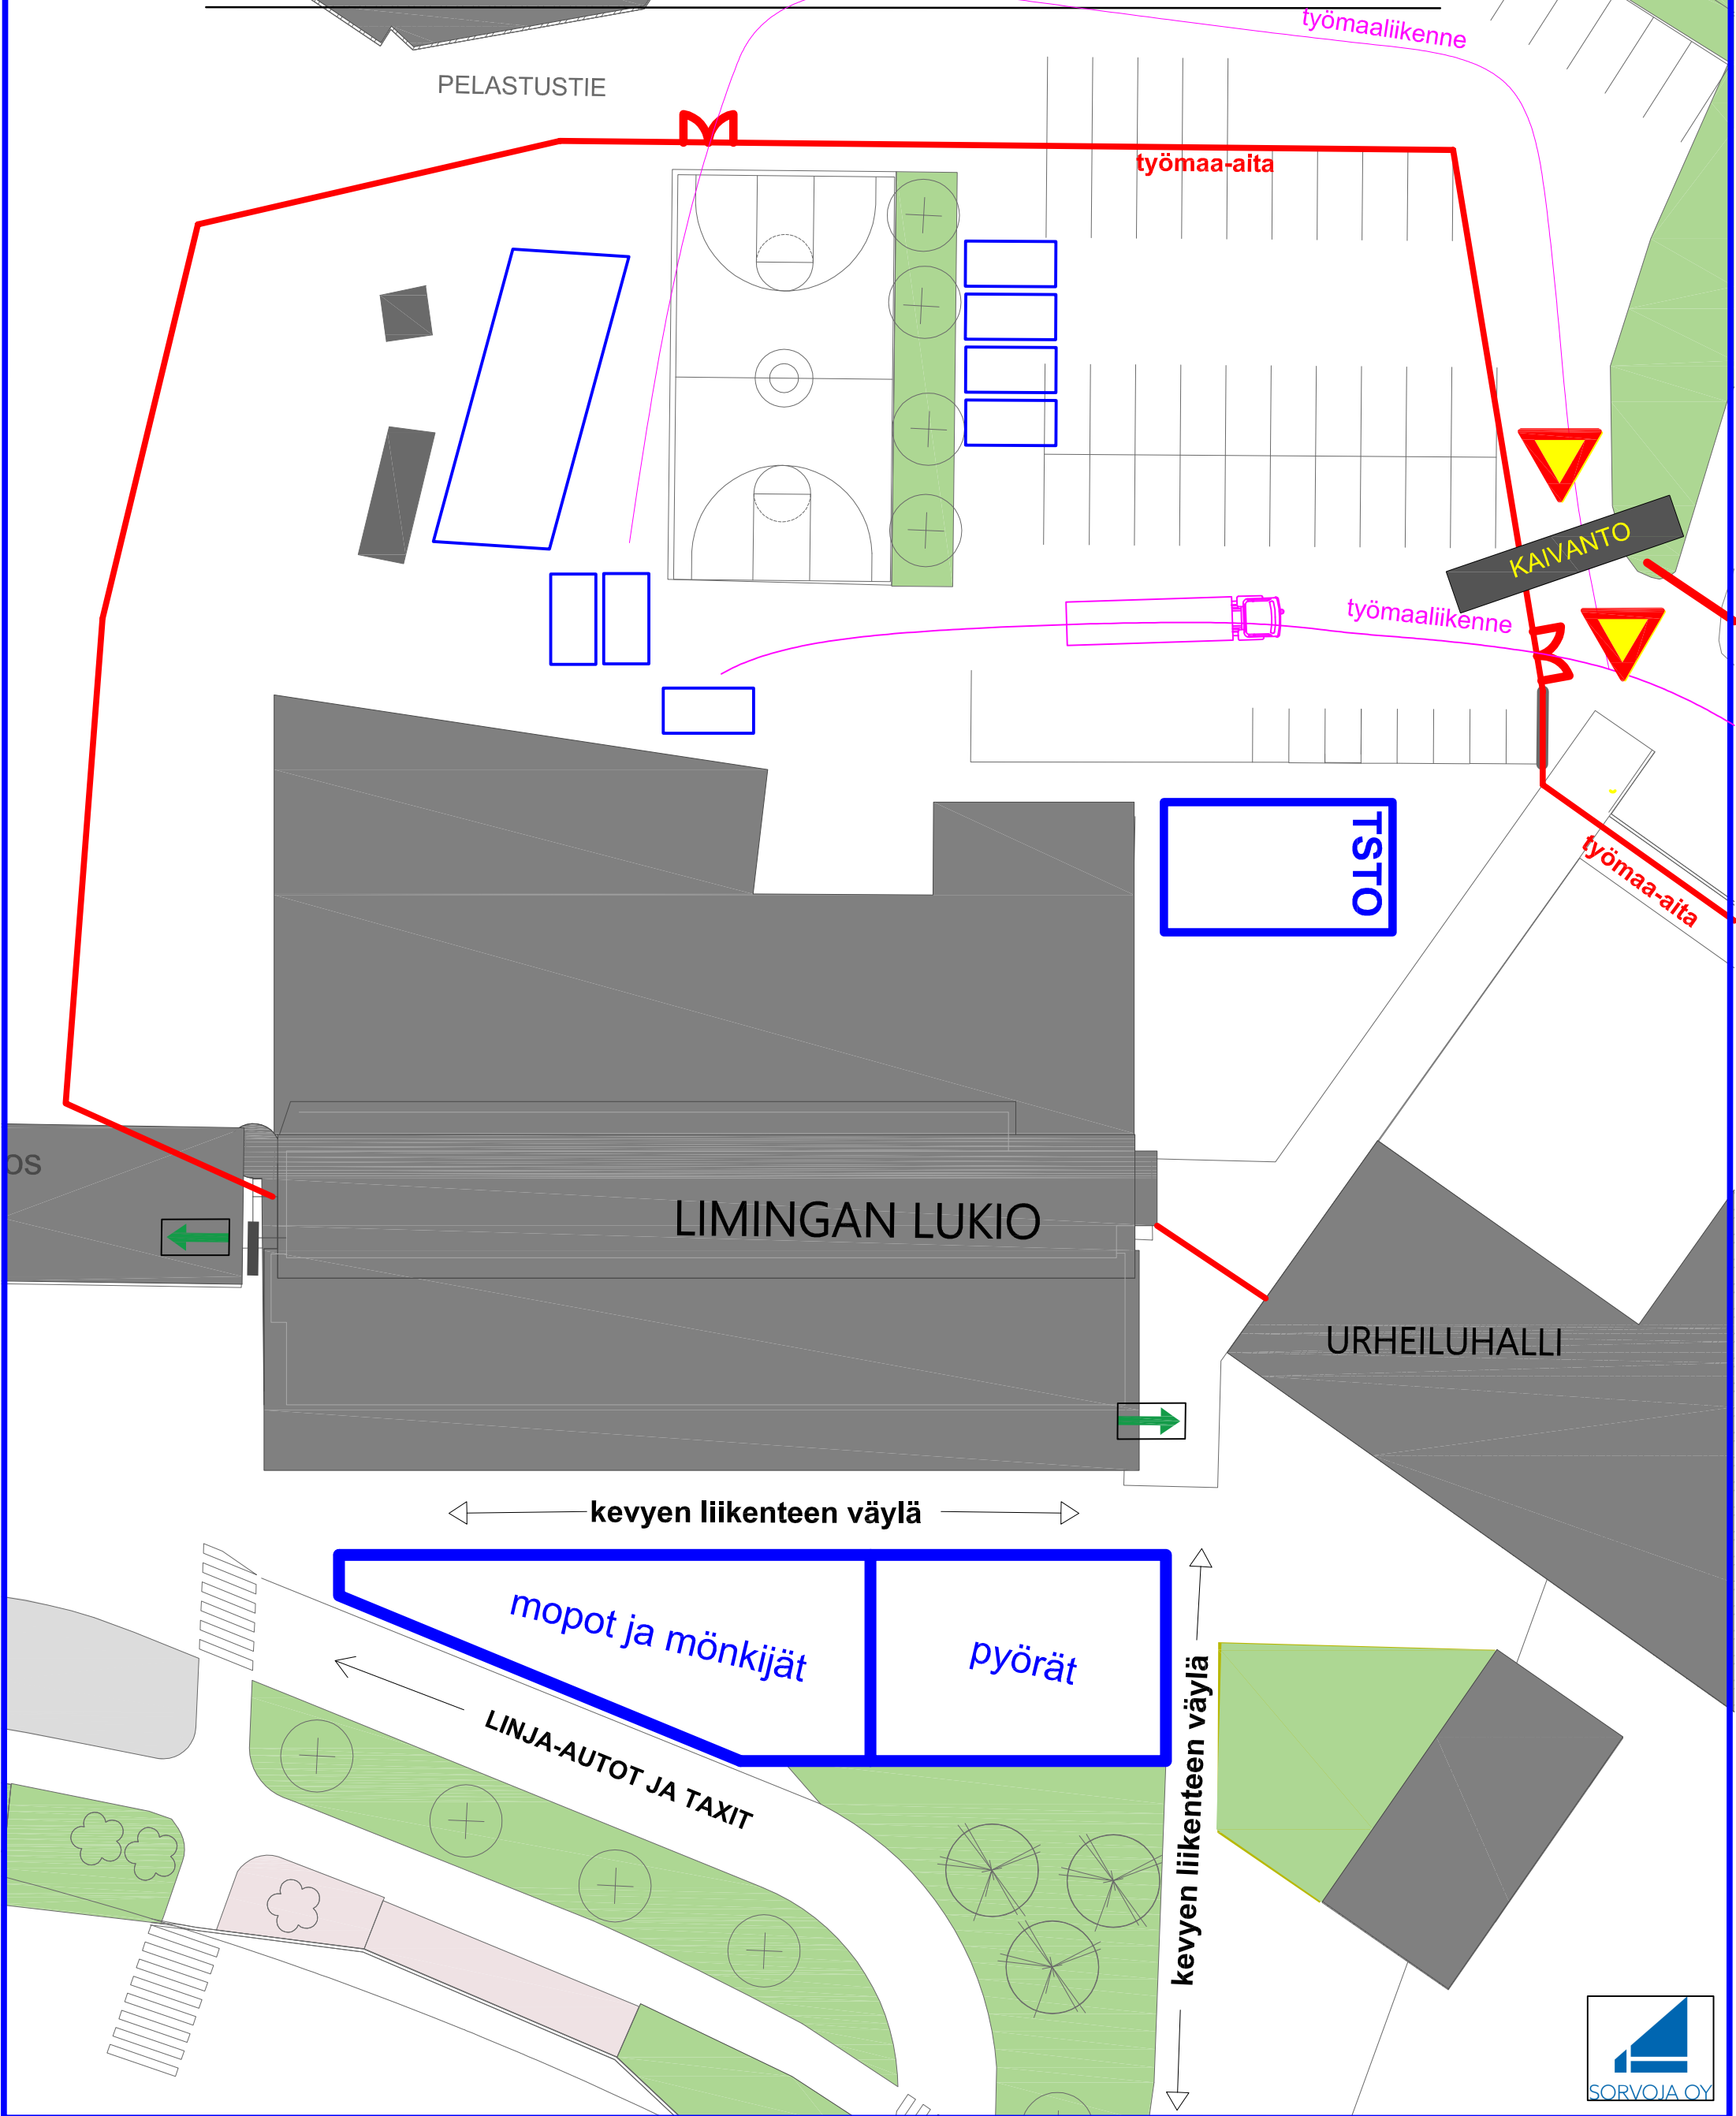 työmaaliikenne
PELASTUSTIE
työmaa-aita
KAIVANTO
työmaaliikenne
TSTO
työmaa-aita
OS
LIMINGAN LUKIO
URHEILUHALLI
kevyen liikenteen väylä
mopot ja mönkijät
pyörät
kevyen liikenteen väylä
LINJA-AUTOT JA TAXIT
SORVOJA OY